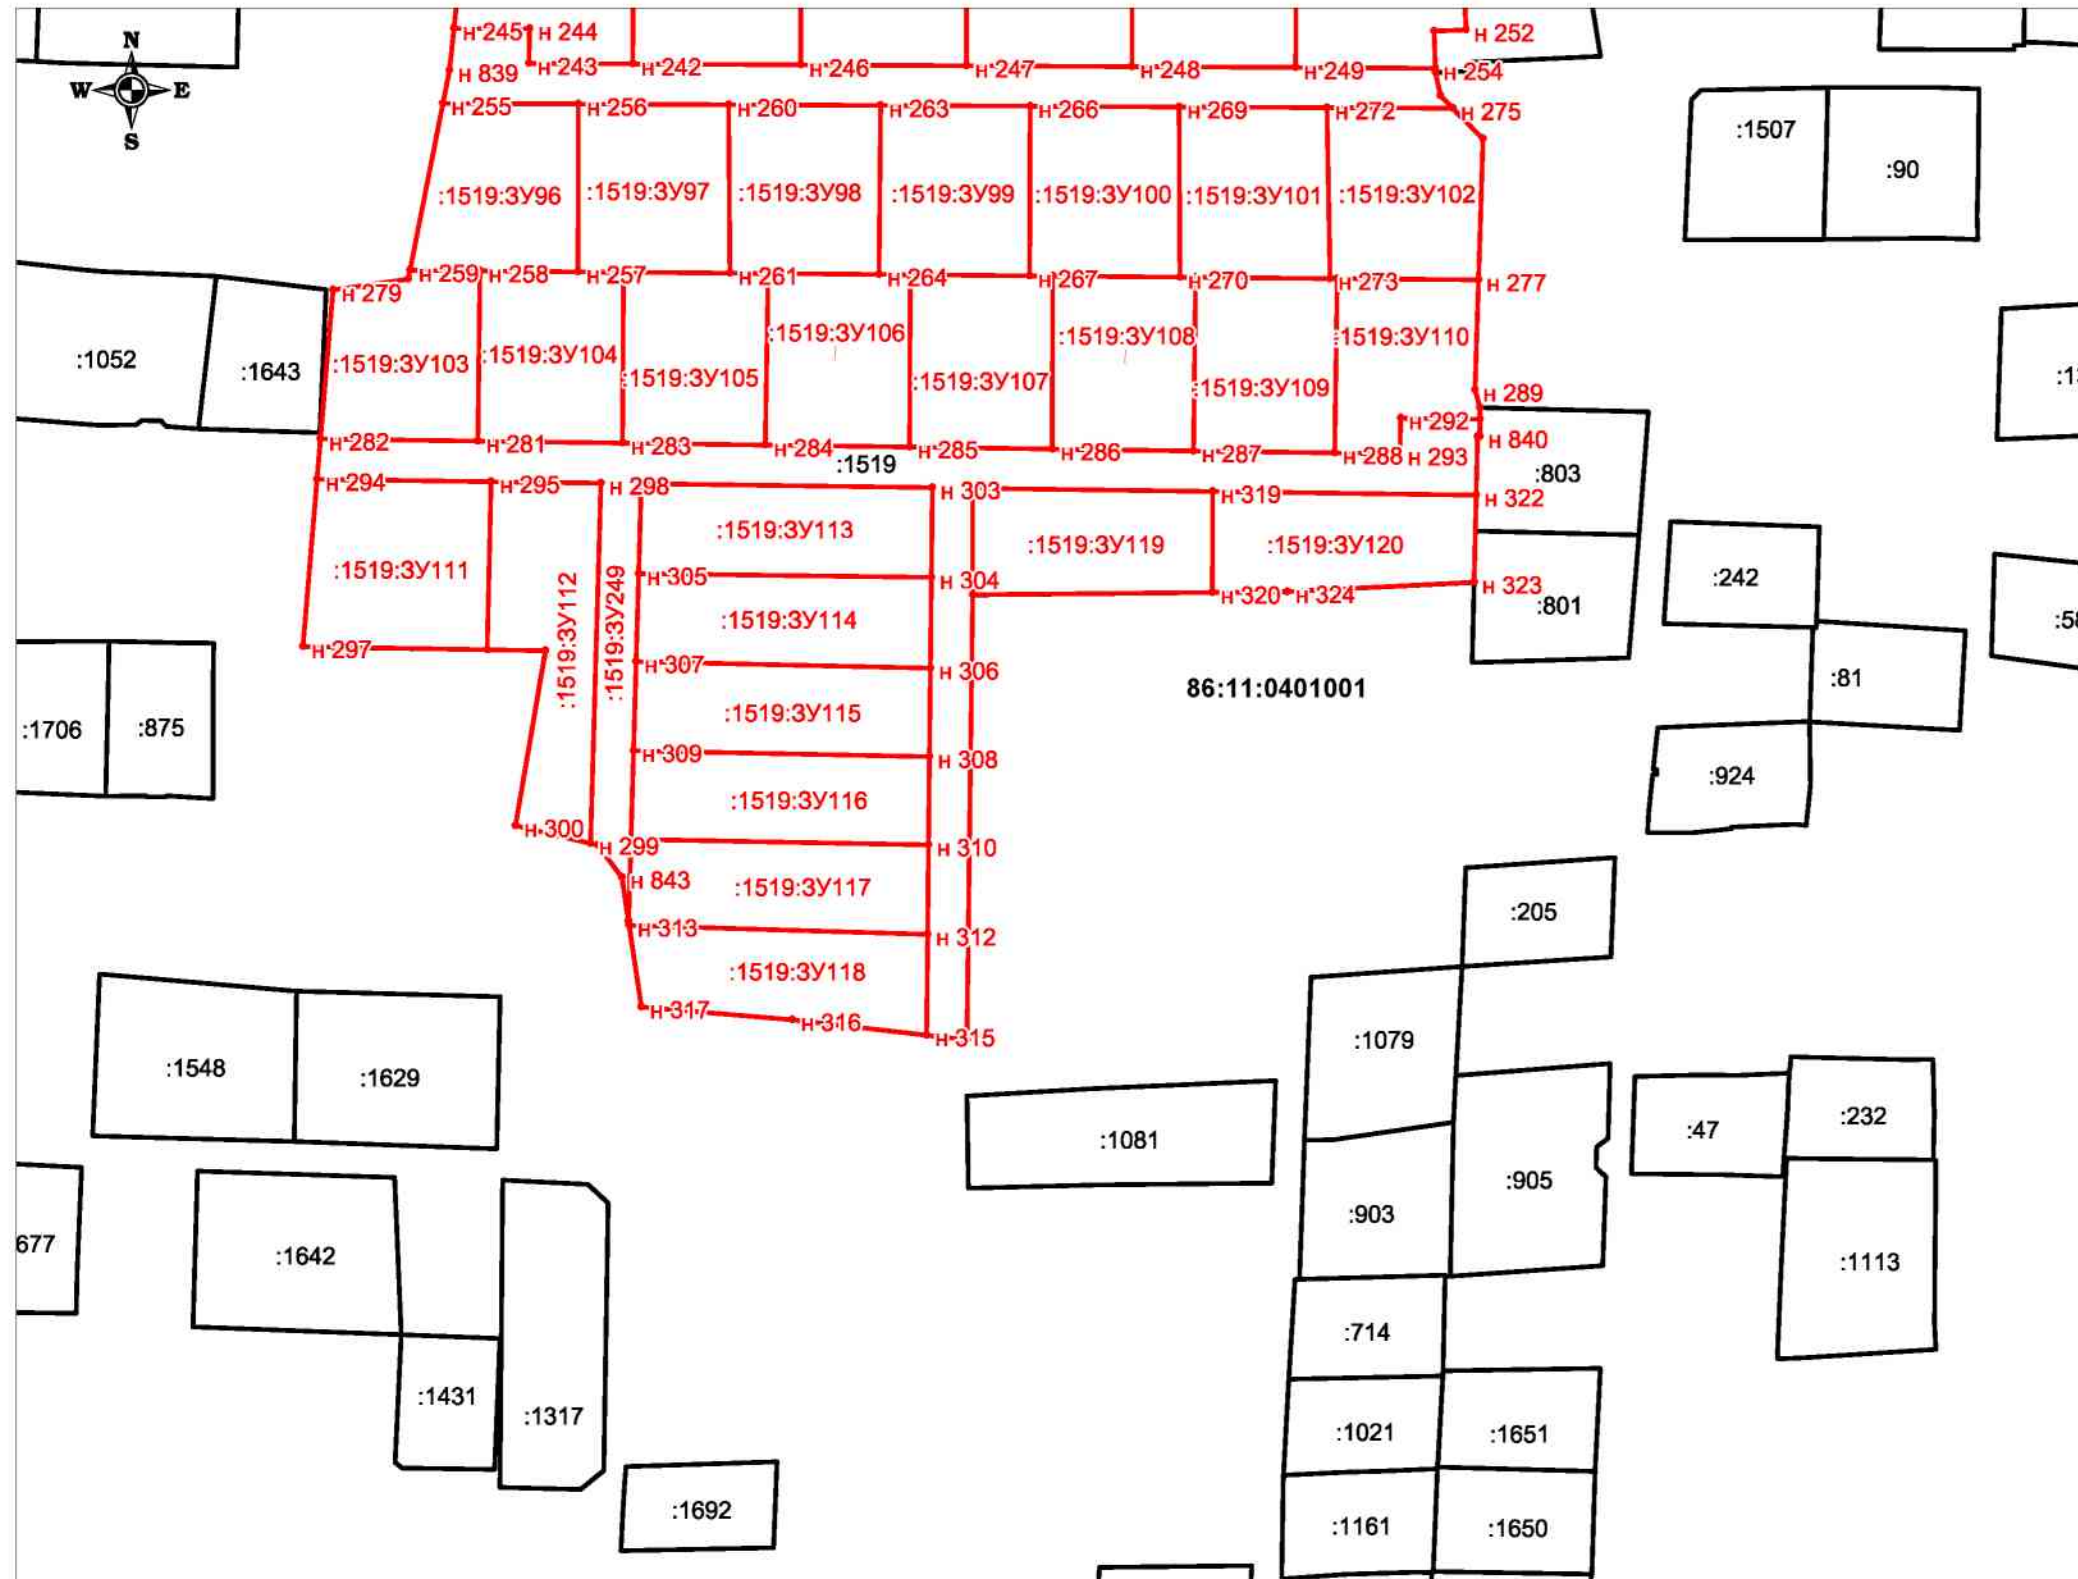 N
W E
S
н 245 н 244 н 252
н 839 н 243 н 242 н 246 н 247 н 248 н 249 н 254
н 255 н 256 н 260 н 263 н 266 н 269 н 272 н 275
:1507
:90
:1519:ЗУ96 :1519:ЗУ97 :1519:ЗУ98 :1519:ЗУ99 :1519:ЗУ100 :1519:ЗУ101 :1519:ЗУ102
н 279 н 259 н 258 н 257 н 261 н 264 н 267 н 270 н 273 н 277
:1052 :1643 :1519:ЗУ103 :1519:ЗУ104 :1519:ЗУ105 :1519:ЗУ106 :1519:ЗУ107 :1519:ЗУ108 :1519:ЗУ109 :1519:ЗУ110
н 289
н 292
н 282 н 281 н 283 н 284 н 285 н 286 н 287 н 288 н 293 н 840
:1519
:803
н 294 н 295 н 298 н 303 н 319 н 322
:1519:ЗУ113
:1519:ЗУ119 :1519:ЗУ120
:1519:ЗУ111 :1519:ЗУ112 :1519:ЗУ249
н 305 н 304 н 320 н 324 н 323
:242
:801
:1519:ЗУ114
н 297 н 307 н 306
:81
86:11:0401001
:1706 :875
:1519:ЗУ115
н 309 н 308
:924
:1519:ЗУ116
н 300 н 299 н 310
н 843
:1519:ЗУ117
:205
н 313 н 312
:1519:ЗУ118
н 317 н 316 н 315
:1079
:1548 :1629
:1081
:47 :232
:905
:903
677
:1642
:1113
:714
:1431 :1317
:1021 :1651
:1692
:1161 :1650